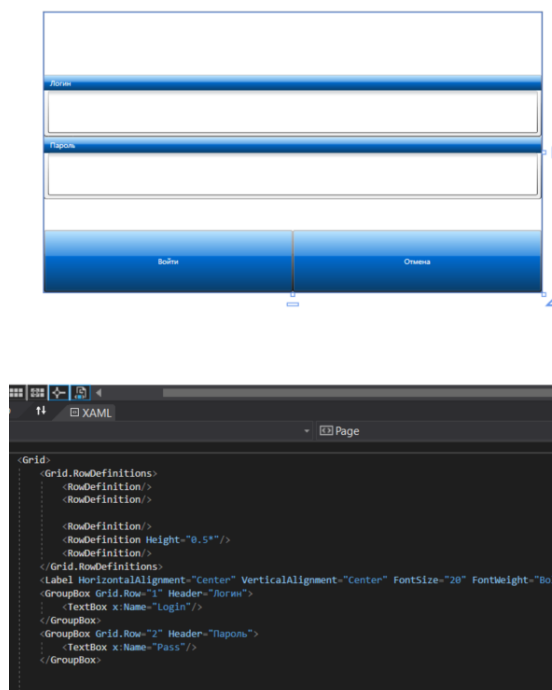 Логин
Пароль
Войти Отмена
XAML
Page
<Grid>
<Grid.RowDefinitions>
<RowDefinition/>
<RowDefinition/>
<RowDefinition/>
<RowDefinition Height="0.5*"/>
<RowDefinition/>
</Grid.RowDefinitions>
<Label HorizontalAlignment="Center" VerticalAlignment="Center" FontSize="20" FontWeight="Bo
<GroupBox Grid.Row="1" Header="Логин">
<TextBox x:Name="Login"/>
</GroupBox>
<GroupBox Grid.Row="2" Header="Пароль">
<TextBox x:Name="Pass"/>
</GroupBox>